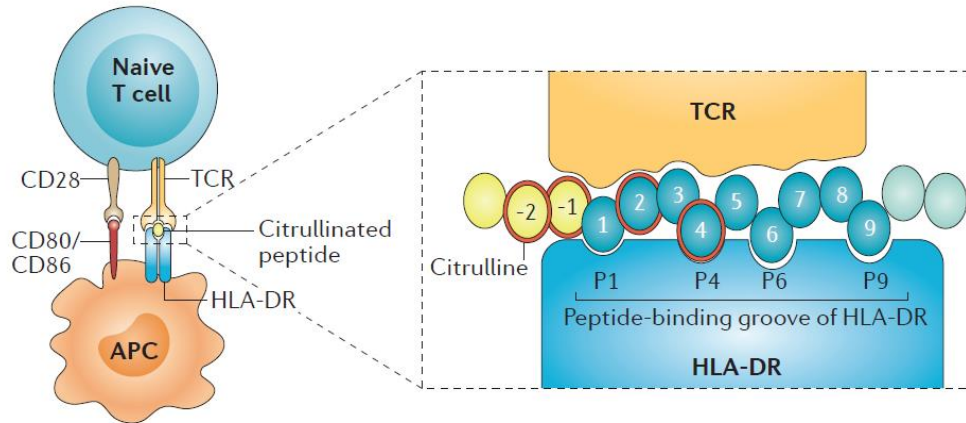 Naive
T cell
CD28
TCR
CD80/
CD86
Citrullinated
peptide
HLA-DR
APC
TCR
-2
-1
1
2
3
4
5
6
7
8
9
Citrulline
P1
P4
P6
P9
Peptide-binding groove of HLA-DR
HLA-DR